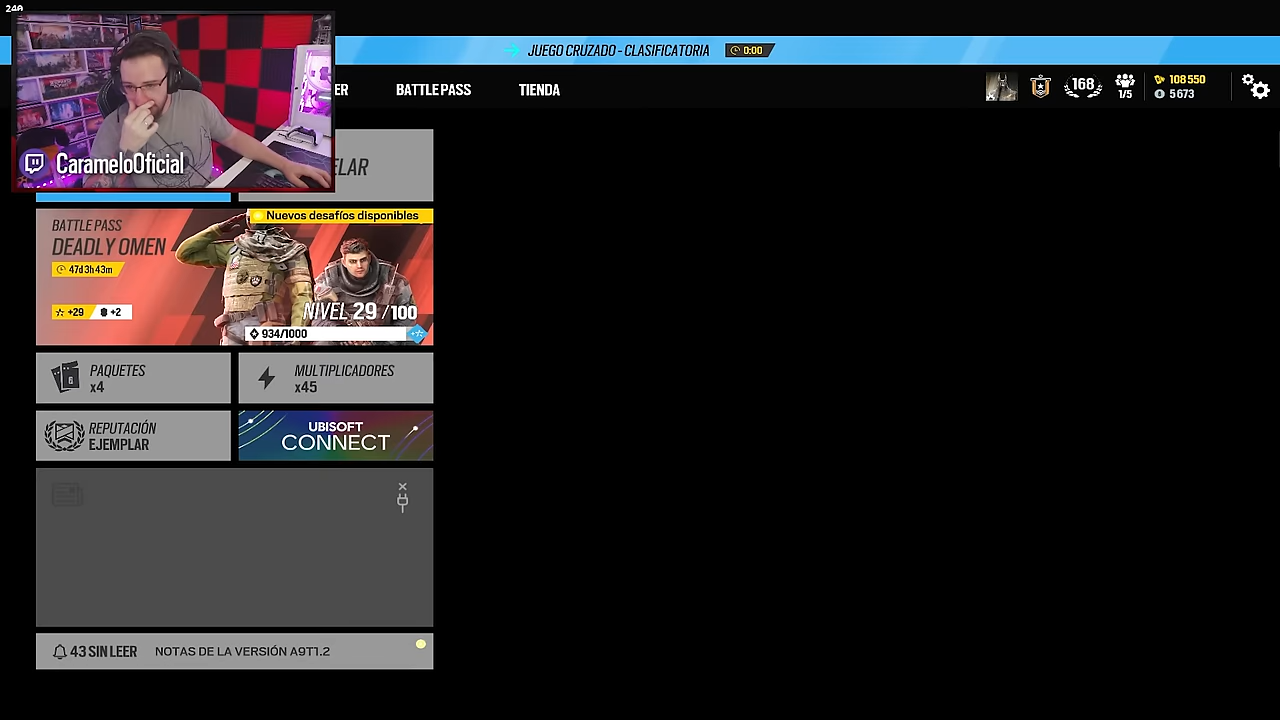 240
JUEGO CRUZADO - CLASIFICATORIA
0:00
ER
BATTLE PASS
TIENDA
168
1/5
108 550
5 673
CarameloOficial
ELAR
Nuevos desafíos disponibles
BATTLE PASS
DEADLY OMEN
47d 3h 43m
+29
+2
NIVEL 29 / 100
934/1000
PAQUETES
x4
MULTIPLICADORES
x45
REPUTACIÓN
EJEMPLAR
UBISOFT
CONNECT
43 SIN LEER
NOTAS DE LA VERSIÓN A9T1.2